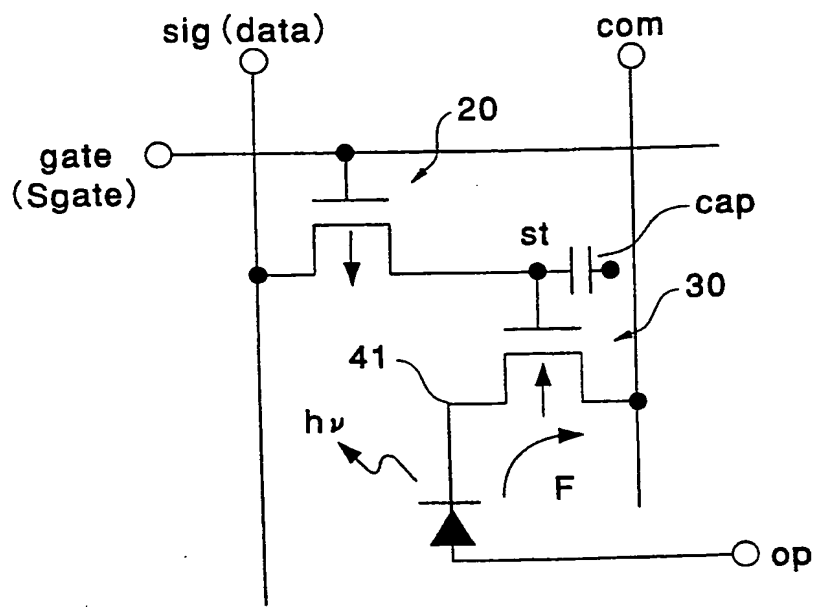 sig (data)
com
20
gate
(Sgate)
cap
st
30
41
hν
F
op